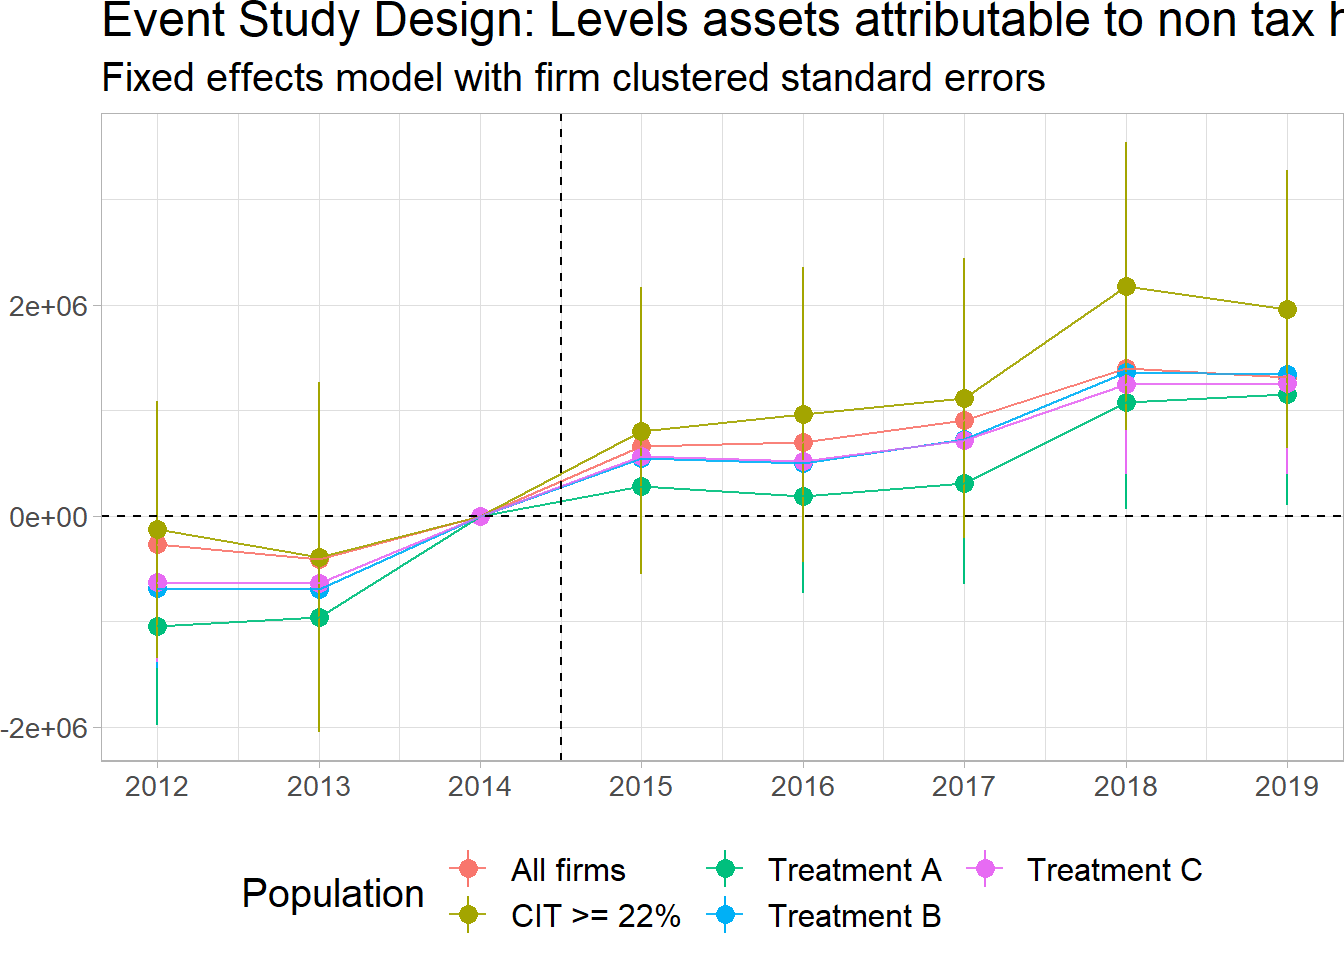 Event Study Design: Levels assets attributable to non tax h
Fixed effects model with firm clustered standard errors
2e+06
0e+00
-2e+06
2012 2013 2014 2015 2016 2017 2018 2019
Population
All firms Treatment A Treatment C
CIT >= 22% Treatment B